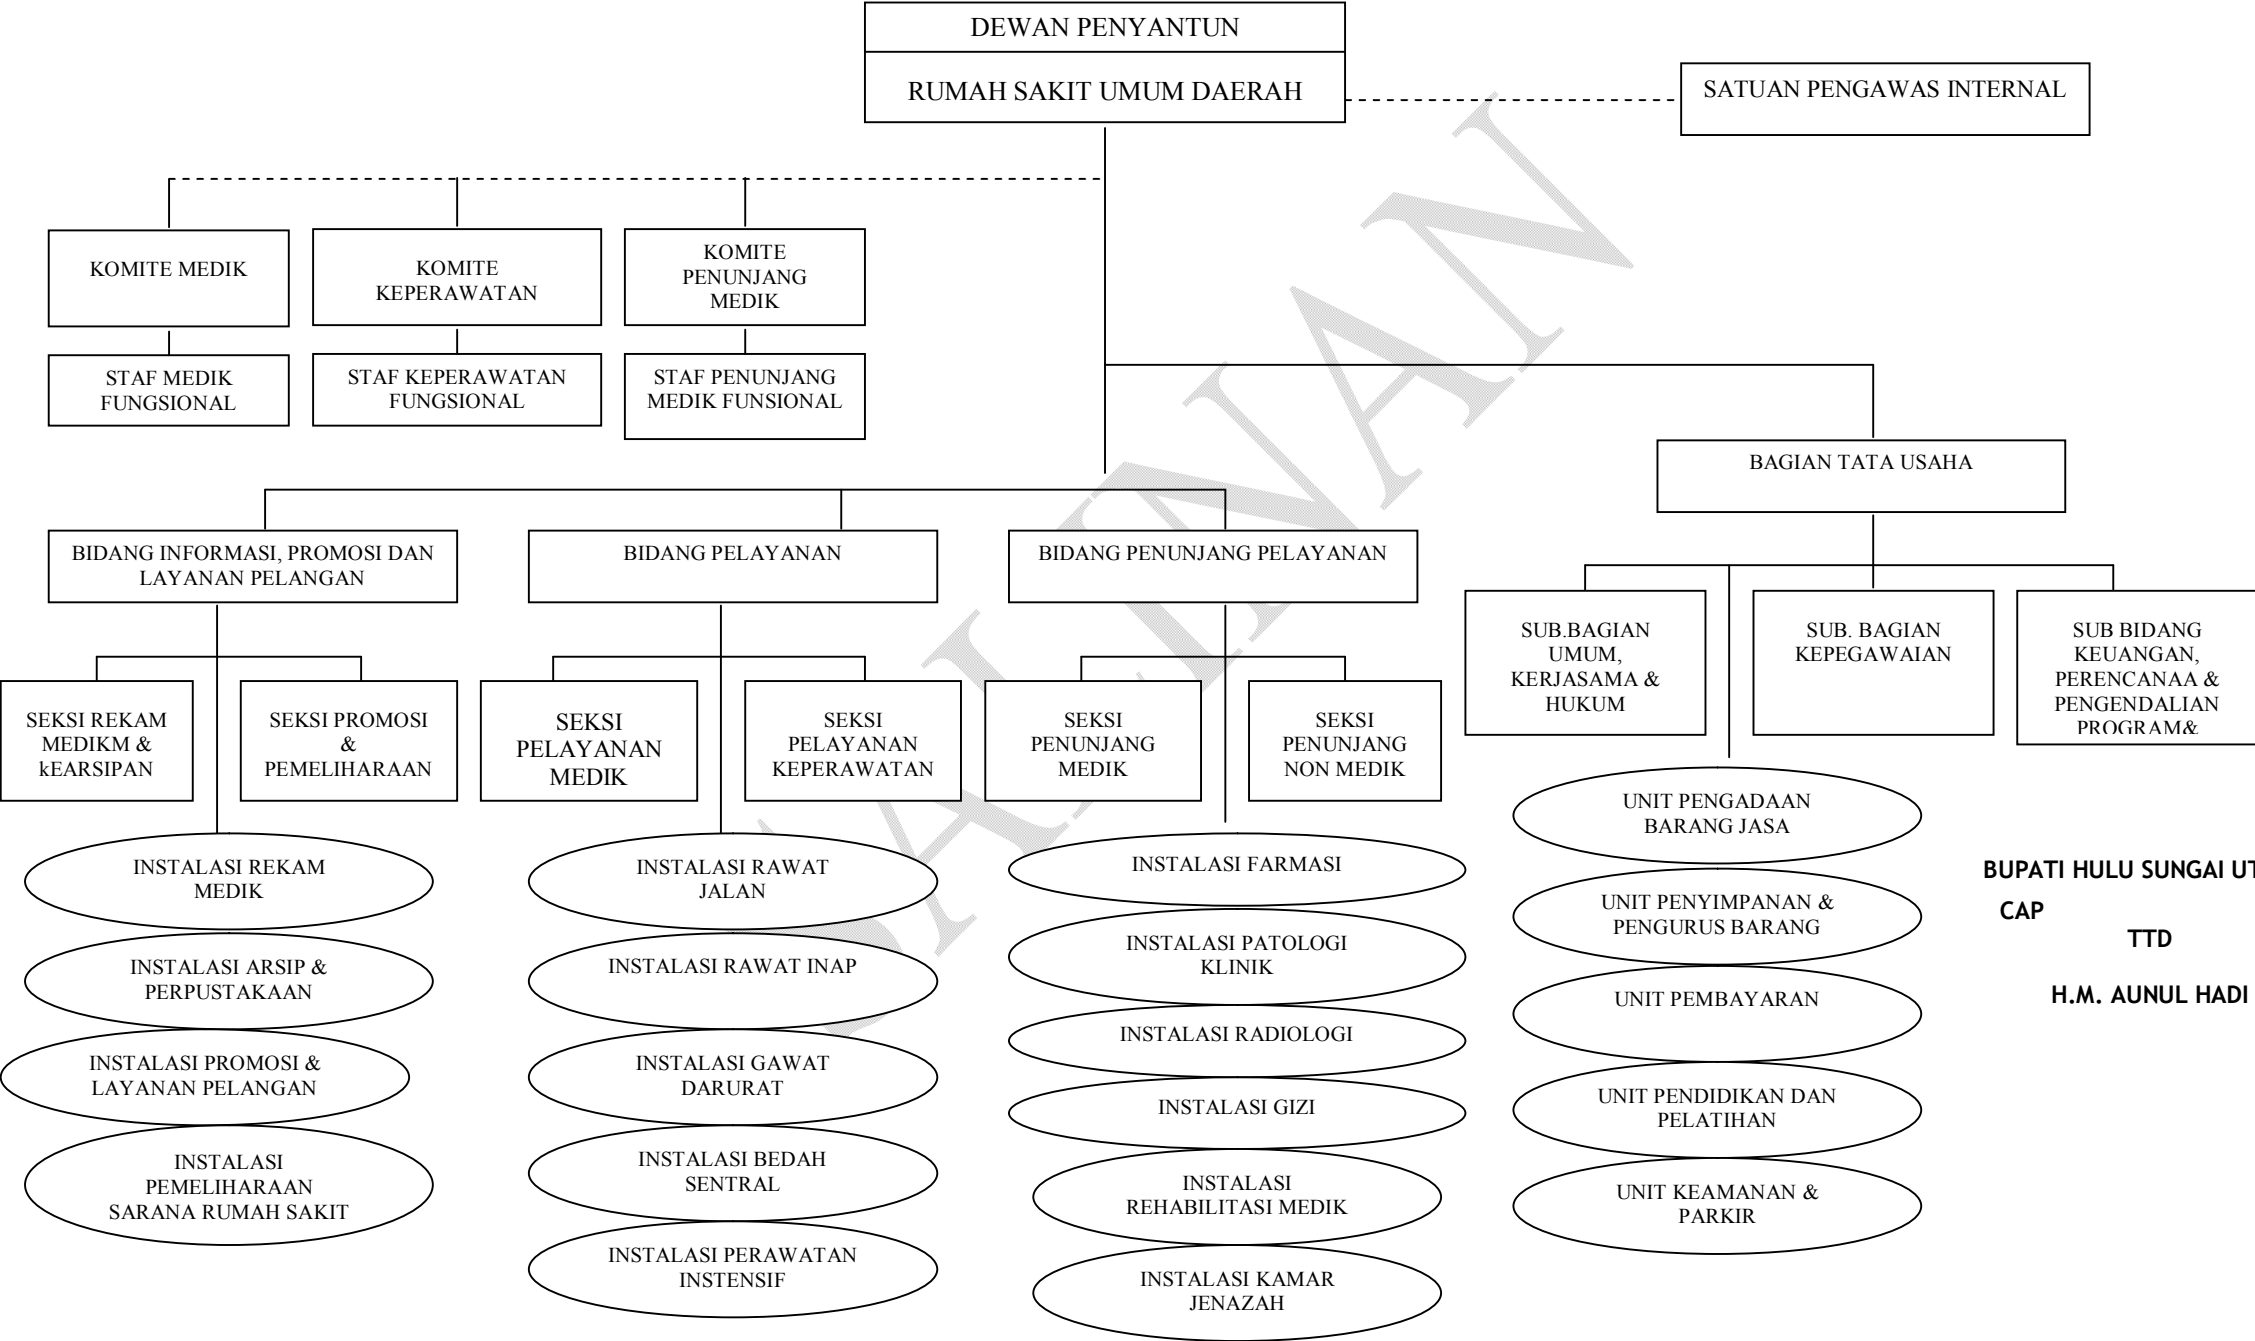 DEWAN PENYANTUN
RUMAH SAKIT UMUM DAERAH
SATUAN PENGAWAS INTERNAL
KOMITE MEDIK
KOMITE
KEPERAWATAN
KOMITE
PENUNJANG
MEDIK
STAF MEDIK
FUNGSIONAL
STAF KEPERAWATAN
FUNGSIONAL
STAF PENUNJANG
MEDIK FUNSIONAL
BAGIAN TATA USAHA
BIDANG INFORMASI, PROMOSI DAN
LAYANAN PELANGAN
BIDANG PELAYANAN
BIDANG PENUNJANG PELAYANAN
SUB.BAGIAN
UMUM,
KERJASAMA &
HUKUM
SUB. BAGIAN
KEPEGAWAIAN
SUB BIDANG
KEUANGAN,
PERENCANAA &
PENGENDALIAN
PROGRAM&
SEKSI REKAM
MEDIKM &
kEARSIPAN
SEKSI PROMOSI
&
PEMELIHARAAN
SEKSI
PELAYANAN
MEDIK
SEKSI
PELAYANAN
KEPERAWATAN
SEKSI
PENUNJANG
MEDIK
SEKSI
PENUNJANG
NON MEDIK
INSTALASI REKAM
MEDIK
INSTALASI ARSIP &
PERPUSTAKAAN
INSTALASI PROMOSI &
LAYANAN PELANGAN
INSTALASI
PEMELIHARAAN
SARANA RUMAH SAKIT
INSTALASI RAWAT
JALAN
INSTALASI RAWAT INAP
INSTALASI GAWAT
DARURAT
INSTALASI BEDAH
SENTRAL
INSTALASI PERAWATAN
INSTENSIF
INSTALASI FARMASI
INSTALASI PATOLOGI
KLINIK
INSTALASI RADIOLOGI
INSTALASI GIZI
INSTALASI
REHABILITASI MEDIK
INSTALASI KAMAR
JENAZAH
UNIT PENGADAAN
BARANG JASA
UNIT PENYIMPANAN &
PENGURUS BARANG
UNIT PEMBAYARAN
UNIT PENDIDIKAN DAN
PELATIHAN
UNIT KEAMANAN &
PARKIR
BUPATI HULU SUNGAI UT
CAP
TTD
H.M. AUNUL HADI
SALINAN